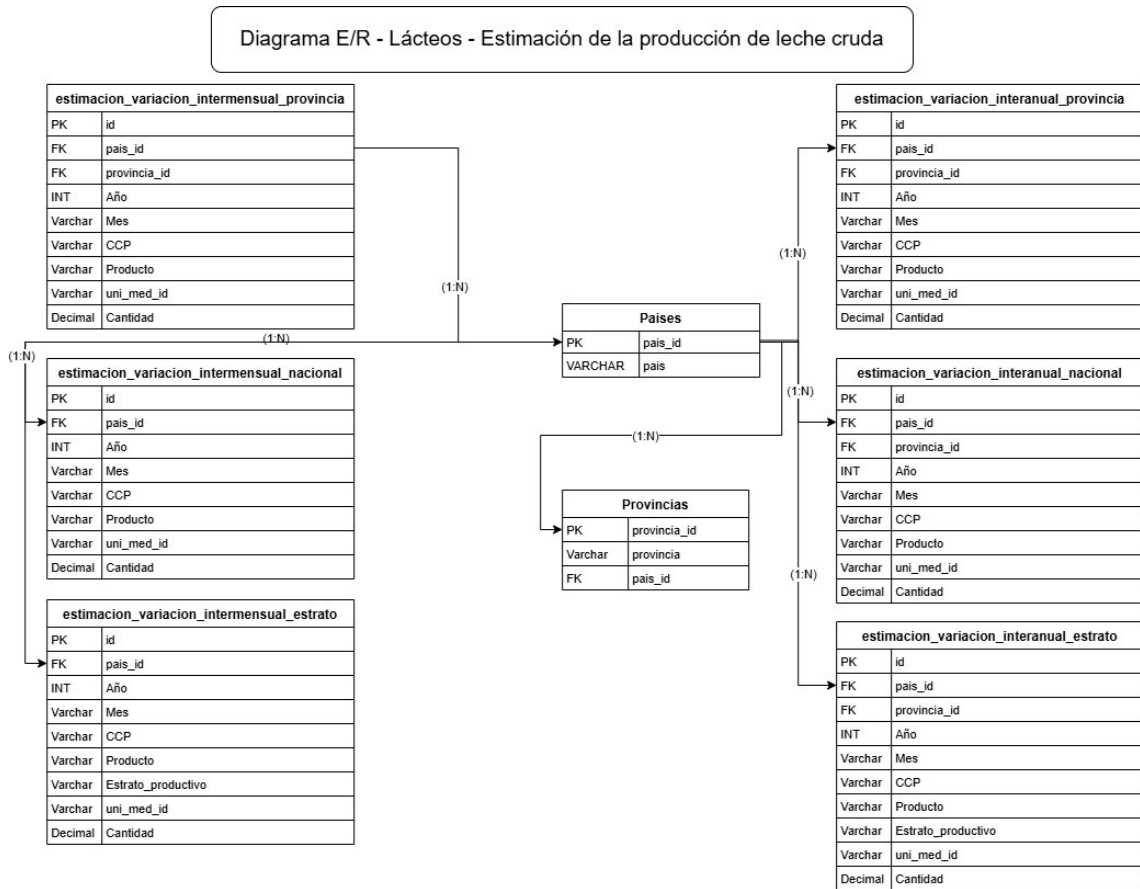 Diagrama E/R - Lácteos - Estimación de la producción de leche cruda
estimacion_variacion_intermensual_provincia
PK id
FK pais_id
FK provincia_id
INT Año
Varchar Mes
Varchar CCP
Varchar Producto
Varchar uni_med_id
Decimal Cantidad
(1:N)
(1:N)
(1:N)
estimacion_variacion_intermensual_nacional
PK id
FK pais_id
INT Año
Varchar Mes
Varchar CCP
Varchar Producto
Varchar uni_med_id
Decimal Cantidad
estimacion_variacion_intermensual_estrato
PK id
FK pais_id
INT Año
Varchar Mes
Varchar CCP
Varchar Producto
Varchar Estrato_productivo
Varchar uni_med_id
Decimal Cantidad
Paises
PK pais_id
VARCHAR pais
(1:N)
Provincias
PK provincia_id
Varchar provincia
FK pais_id
estimacion_variacion_interanual_provincia
PK id
FK pais_id
FK provincia_id
INT Año
Varchar Mes
Varchar CCP
Varchar Producto
Varchar uni_med_id
Decimal Cantidad
(1:N)
(1:N)
(1:N)
estimacion_variacion_interanual_nacional
PK id
FK pais_id
FK provincia_id
INT Año
Varchar Mes
Varchar CCP
Varchar Producto
Varchar uni_med_id
Decimal Cantidad
estimacion_variacion_interanual_estrato
PK id
FK pais_id
FK provincia_id
INT Año
Varchar Mes
Varchar CCP
Varchar Producto
Varchar Estrato_productivo
Varchar uni_med_id
Decimal Cantidad